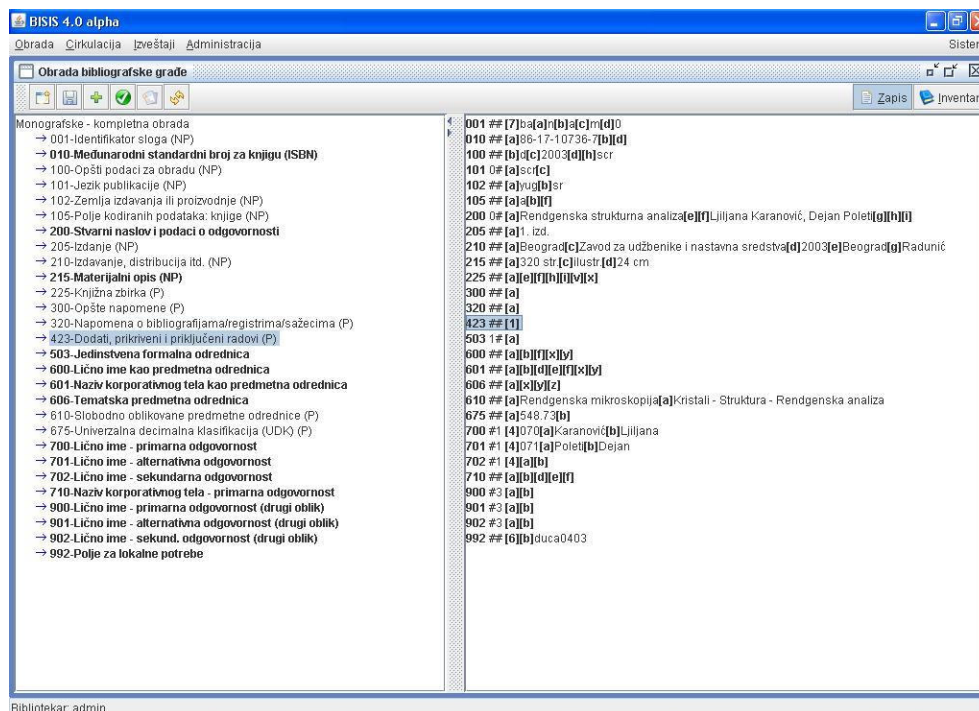 BISIS 4.0 alpha
Obrada Cirkulacija Izveštaji Administracija
Obrada bibliografske građe
Zapis Inventar
Monografske - kompletna obrada
→ 001-Identifikator sloga (NP)
→ 010-Međunarodni standardni broj za knjigu (ISBN)
→ 100-Opšti podaci za obradu (NP)
→ 101-Jezik publikacije (NP)
→ 102-Zemlja izdavanja ili proizvodnje (NP)
→ 105-Polje kodiranih podataka: knjige (NP)
→ 200-Stvarni naslov i podaci o odgovornosti
→ 205-Izdanje (NP)
→ 210-Izdavanje, distribucija itd. (NP)
→ 215-Materijalni opis (NP)
→ 225-Knjižna zbirka (P)
→ 300-Opšte napomene (P)
→ 320-Napomena o bibliografijama/registrima/sažecima (P)
→ 423-Dodati, prikriveni i priključeni radovi (P)
→ 503-Jedinstvena formalna odrednica
→ 600-Lično ime kao predmetna odrednica
→ 601-Naziv korporativnog tela kao predmetna odrednica
→ 606-Tematska predmetna odrednica
→ 610-Slobodno oblikovane predmetne odrednice (P)
→ 675-Univerzalna decimalna klasifikacija (UDK) (P)
→ 700-Lično ime - primarna odgovornost
→ 701-Lično ime - alternativna odgovornost
→ 702-Lično ime - sekundarna odgovornost
→ 710-Naziv korporativnog tela - primarna odgovornost
→ 900-Lično ime - primarna odgovornost (drugi oblik)
→ 901-Lično ime - alternativna odgovornost (drugi oblik)
→ 902-Lično ime - sekund. odgovornost (drugi oblik)
→ 992-Polje za lokalne potrebe
001 ## [7]ba[a]n[b]a[c]m[d]0
010 ## [a]86-17-10736-7[b][d]
100 ## [b]d[c]2003[d][h]scr
101 0# [a]scr[c]
102 ## [a]yug[b]sr
105 ## [a]a[b][f]
200 0# [a]Rendgenska strukturna analiza[e][f]Ljiljana Karanović, Dejan Poleti[g][h][i]
205 ## [a]1. izd.
210 ## [a]Beograd[c]Zavod za udžbenike i nastavna sredstva[d]2003[e]Beograd[g]Radunić
215 ## [a]320 str.[c]ilustr.[d]24 cm
225 ## [a][e][f][h][i][v][x]
300 ## [a]
320 ## [a]
423 ## [1]
503 1# [a]
600 ## [a][b][f][x][y]
601 ## [a][b][d][e][f][x][y]
606 ## [a][x][y][z]
610 ## [a]Rendgenska mikroskopija[a]Kristali - Struktura - Rendgenska analiza
675 ## [a]548.73[b]
700 #1 [4]070[a]Karanović[b]Ljiljana
701 #1 [4]071[a]Poleti[b]Dejan
702 #1 [4][a][b]
710 ## [a][b][d][e][f]
900 #3 [a][b]
901 #3 [a][b]
902 #3 [a][b]
992 ## [6][b]duca0403
Bibliotekar: admin